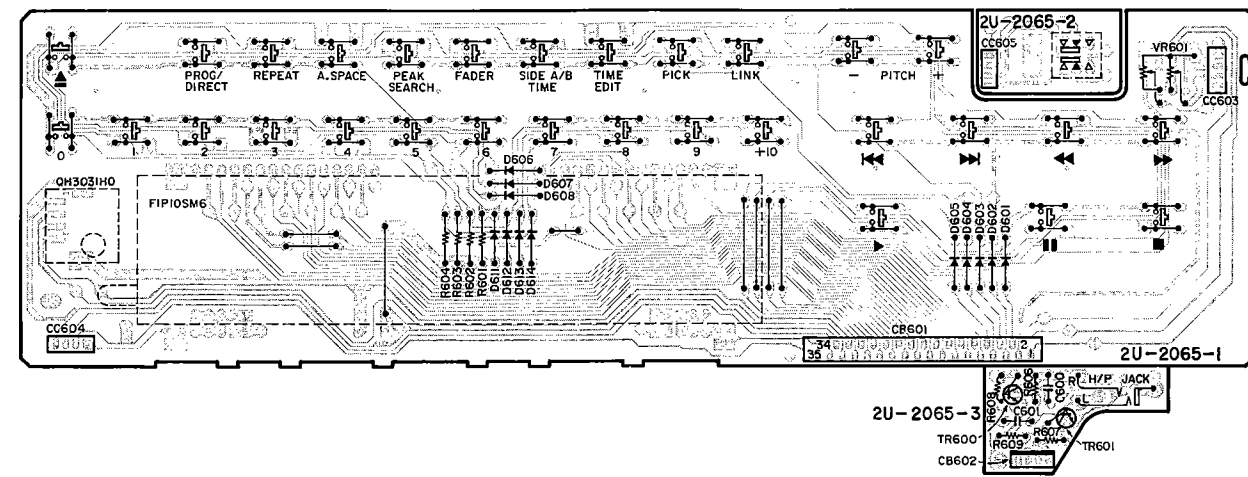 2U-2065-2
CC605
VR601
CC603
PROG/
DIRECT
REPEAT
A.SPACE
PEAK
SEARCH
FADER
SIDE A/B
TIME
TIME
EDIT
PICK
LINK
− PITCH +
0 1 2 3 4 5 6 7 8 9 +10
D606
D607
D608
QH3031H0
FIP10SM6
R604
R603
R602
R601
D611
D612
D613
D614
D605
D604
D603
D602
D601
CC604
CB601
34
35
2
1
2U-2065-1
R608
R606
C600
R H/P JACK
L
2U-2065-3
C601
TR600
R609
R607
TR601
CB602